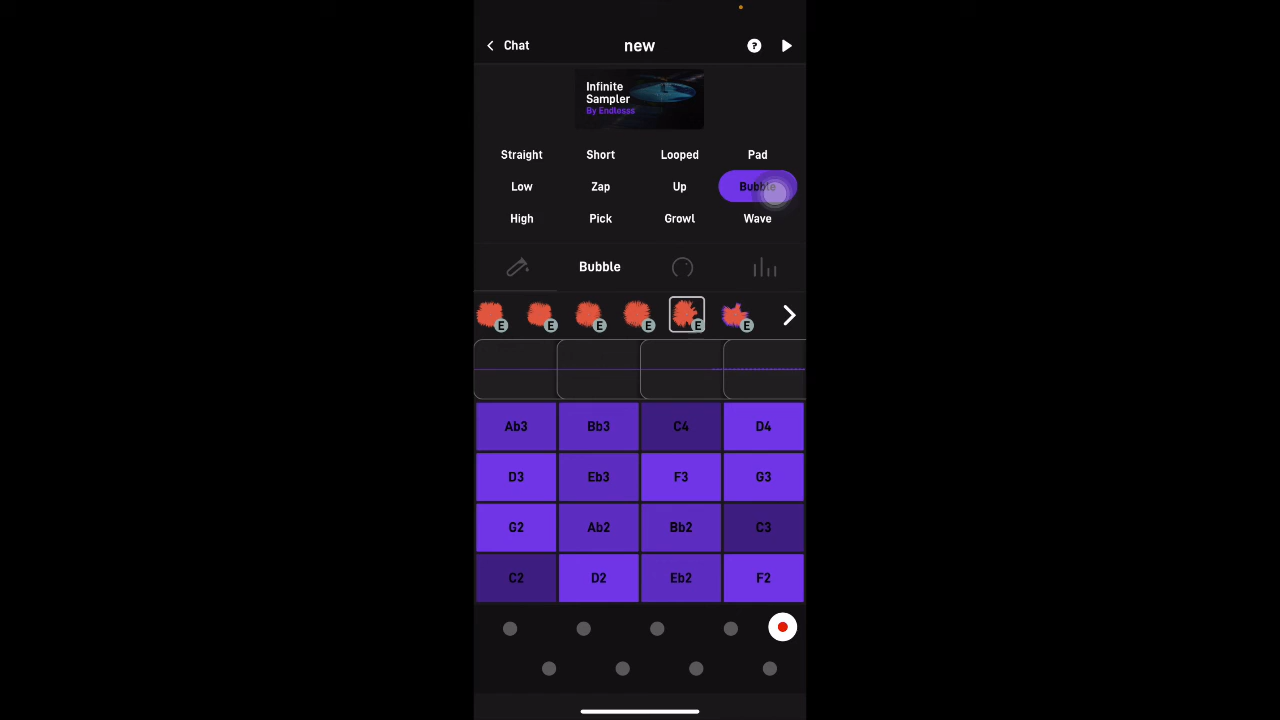 Chat new ?
Infinite
Sampler
By Endlesss
Straight Short Looped Pad
Low Zap Up Bubble
High Pick Growl Wave
Bubble
E E E E E E
Ab3 Bb3 C4 D4
D3 Eb3 F3 G3
G2 Ab2 Bb2 C3
C2 D2 Eb2 F2